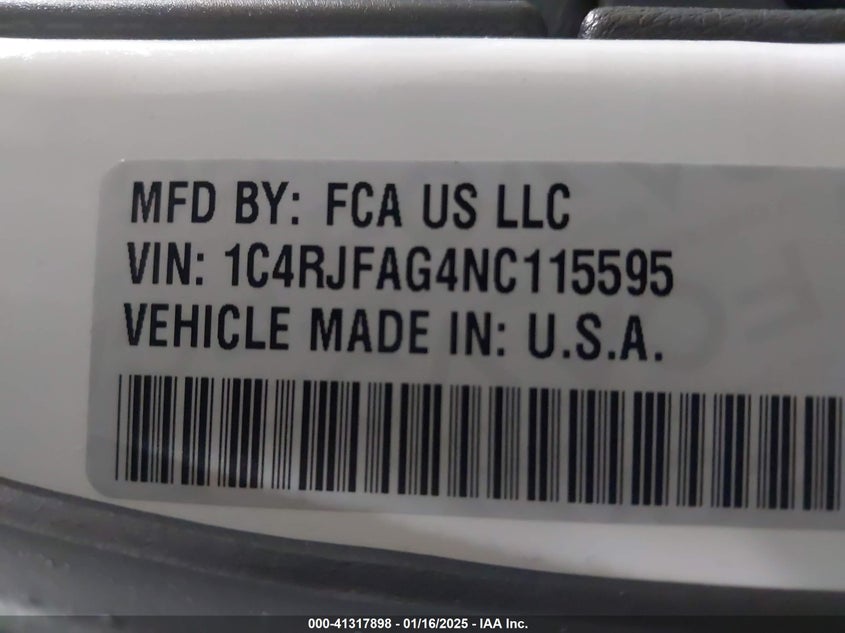 MFD BY: FCA US LLC
VIN: 1C4RJFAG4NC115595
VEHICLE MADE IN: U.S.A.
000-41317898 - 01/16/2025 - IAA Inc.